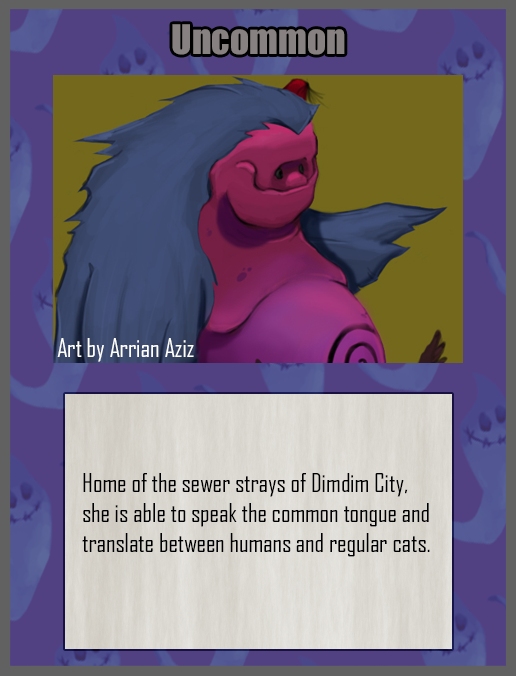 Uncommon
Art by Arrian Aziz
Home of the sewer strays of Dimdim City,
she is able to speak the common tongue and
translate between humans and regular cats.